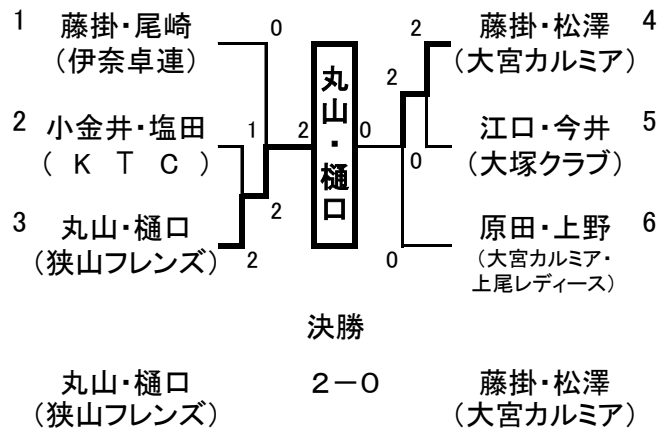 1 藤掛・尾崎
(伊奈卓連)
0
2 小金井・塩田
(KTC)
1
3 丸山・樋口
(狭山フレンズ)
2
2
2
丸山・樋口
0
2
藤掛・松澤 4
(大宮カルミア)
2
江口・今井 5
(大塚クラブ)
0
原田・上野 6
(大宮カルミア・
上尾レディース)
0
決勝
丸山・樋口 2－0 藤掛・松澤
(狭山フレンズ) (大宮カルミア)